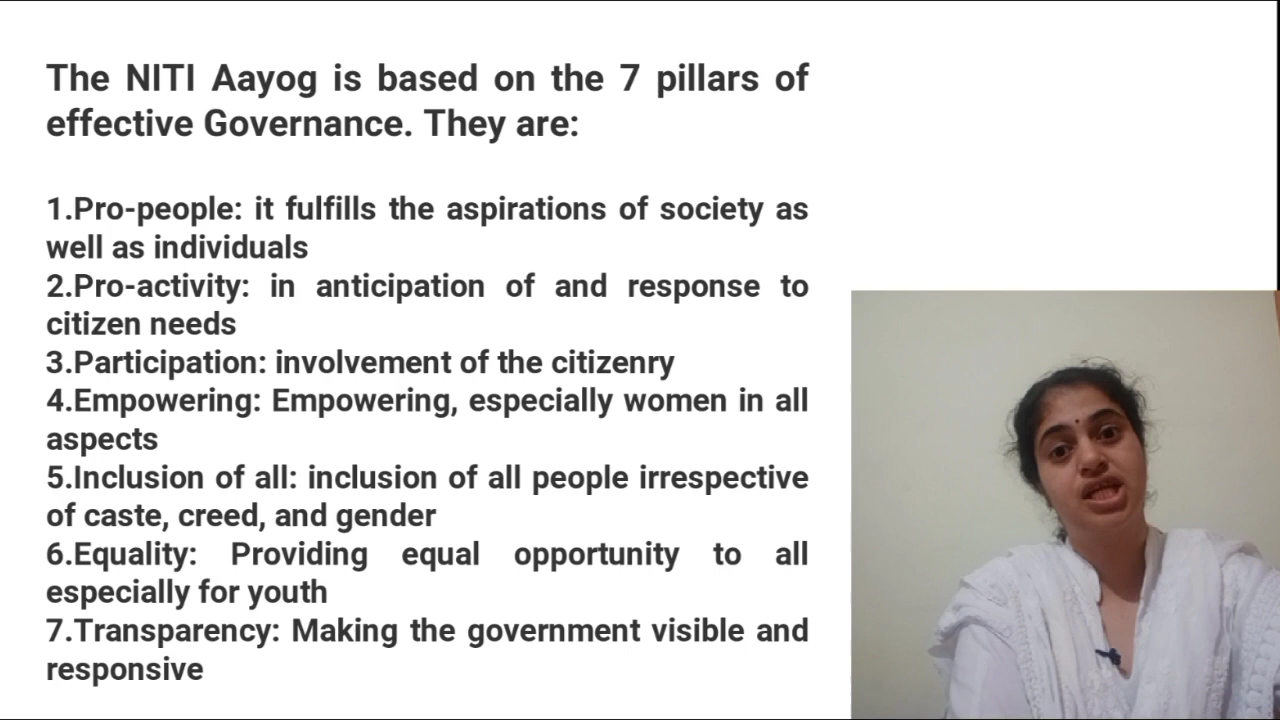 The NITI Aayog is based on the 7 pillars of
effective Governance. They are:
1.Pro-people: it fulfills the aspirations of society as
well as individuals
2.Pro-activity: in anticipation of and response to
citizen needs
3.Participation: involvement of the citizenry
4.Empowering: Empowering, especially women in all
aspects
5.Inclusion of all: inclusion of all people irrespective
of caste, creed, and gender
6.Equality: Providing equal opportunity to all
especially for youth
7.Transparency: Making the government visible and
responsive